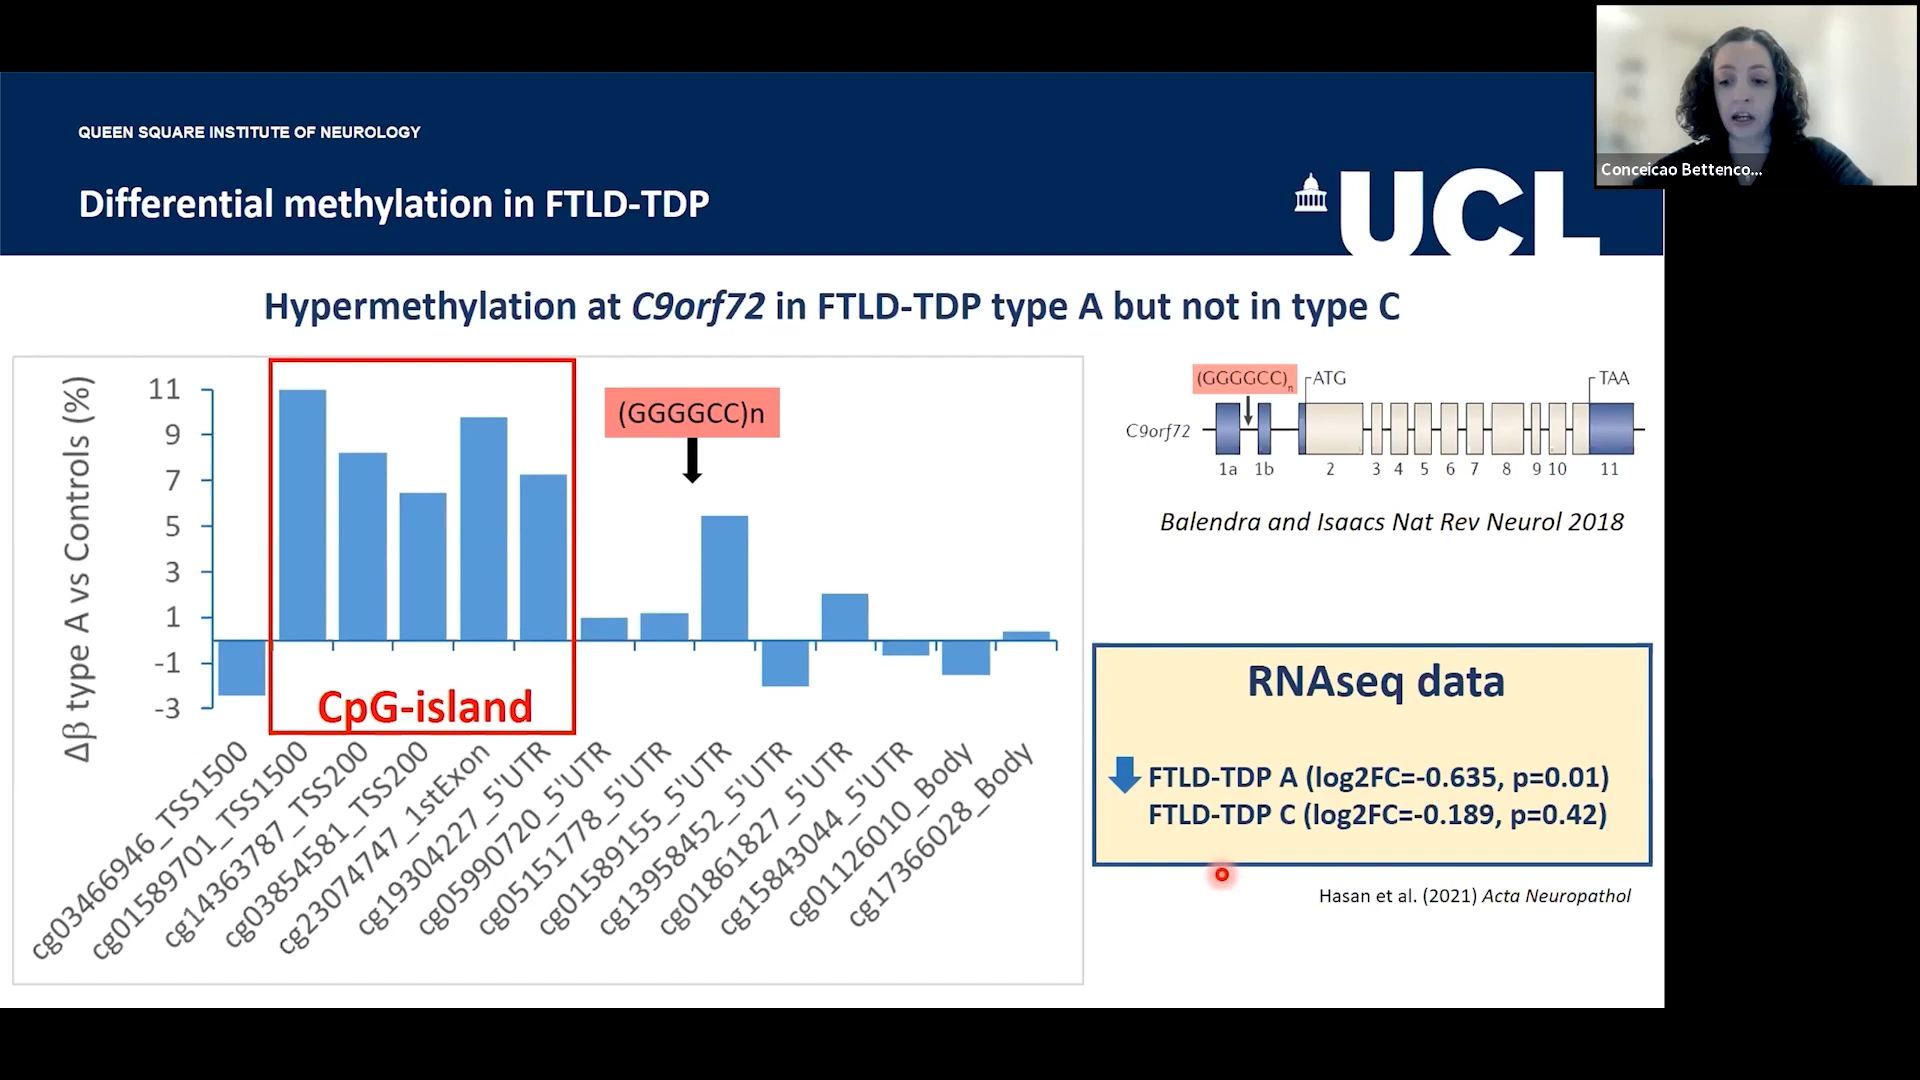 QUEEN SQUARE INSTITUTE OF NEUROLOGY
Differential methylation in FTLD-TDP
UCL
Conceicao Bettenco...
Hypermethylation at C9orf72 in FTLD-TDP type A but not in type C
Δβ type A vs Controls (%)
11
9
7
5
3
1
-1
-3
CpG-island
(GGGGCC)n
cg03466946_TSS1500
cg01589701_TSS1500
cg14363787_TSS200
cg03854581_TSS200
cg23074747_1stExon
cg19304227_5'UTR
cg05990720_5'UTR
cg05151778_5'UTR
cg01589155_5'UTR
cg13958452_5'UTR
cg01861827_5'UTR
cg15843044_5'UTR
cg01126010_Body
cg17366028_Body
(GGGGCC)n ATG TAA
C9orf72
1a 1b 2 3 4 5 6 7 8 9 10 11
Balendra and Isaacs Nat Rev Neurol 2018
RNAseq data
FTLD-TDP A (log2FC=-0.635, p=0.01)
FTLD-TDP C (log2FC=-0.189, p=0.42)
Hasan et al. (2021) Acta Neuropathol